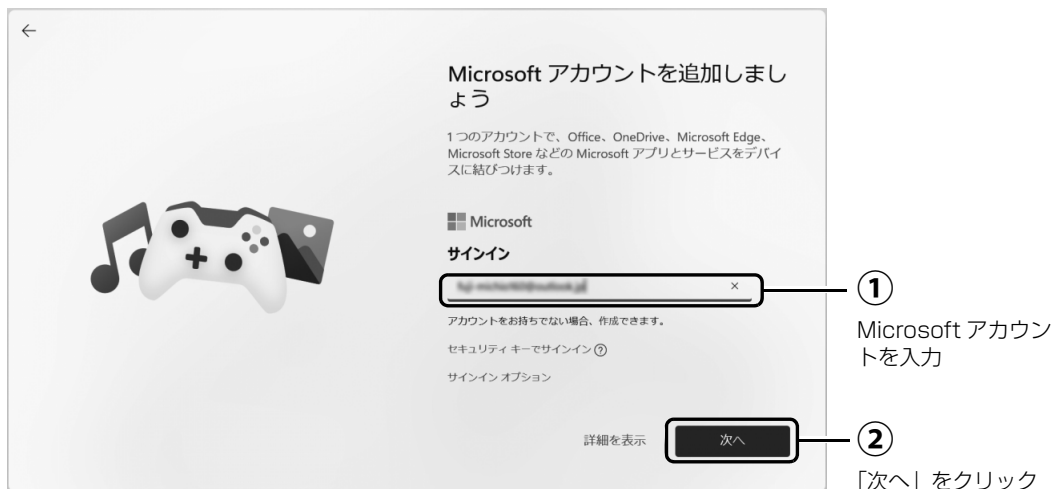 ←
Microsoft アカウントを追加しまし
ょう
1 つのアカウントで、Office、OneDrive、Microsoft Edge、
Microsoft Store などの Microsoft アプリとサービスをデバイ
スに結びつけます。
Microsoft
サインイン
×
アカウントをお持ちでない場合、作成できます。
セキュリティ キーでサインイン ?
サインイン オプション
詳細を表示
次へ
①
Microsoft アカウン
トを入力
②
「次へ」をクリック